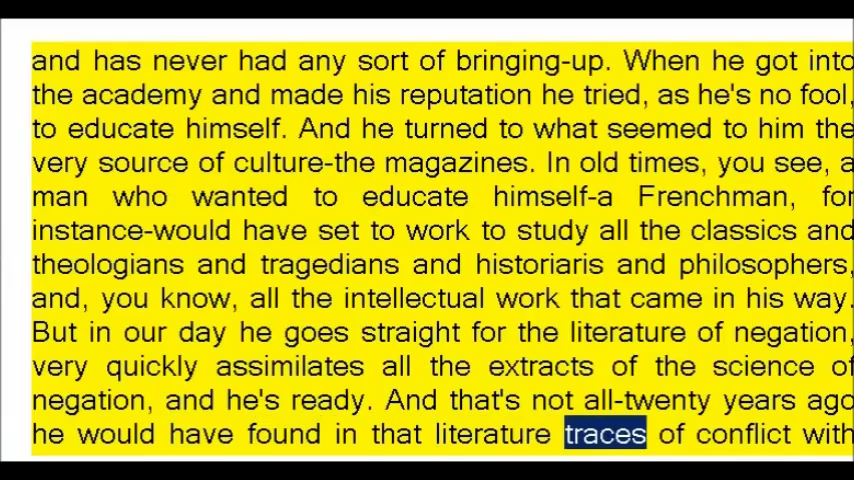 and has never had any sort of bringing-up. When he got into
the academy and made his reputation he tried, as he's no fool,
to educate himself. And he turned to what seemed to him the
very source of culture-the magazines. In old times, you see, a
man who wanted to educate himself-a Frenchman, for
instance-would have set to work to study all the classics and
theologians and tragedians and historiaris and philosophers,
and, you know, all the intellectual work that came in his way.
But in our day he goes straight for the literature of negation,
very quickly assimilates all the extracts of the science of
negation, and he's ready. And that's not all-twenty years ago
he would have found in that literature traces of conflict with